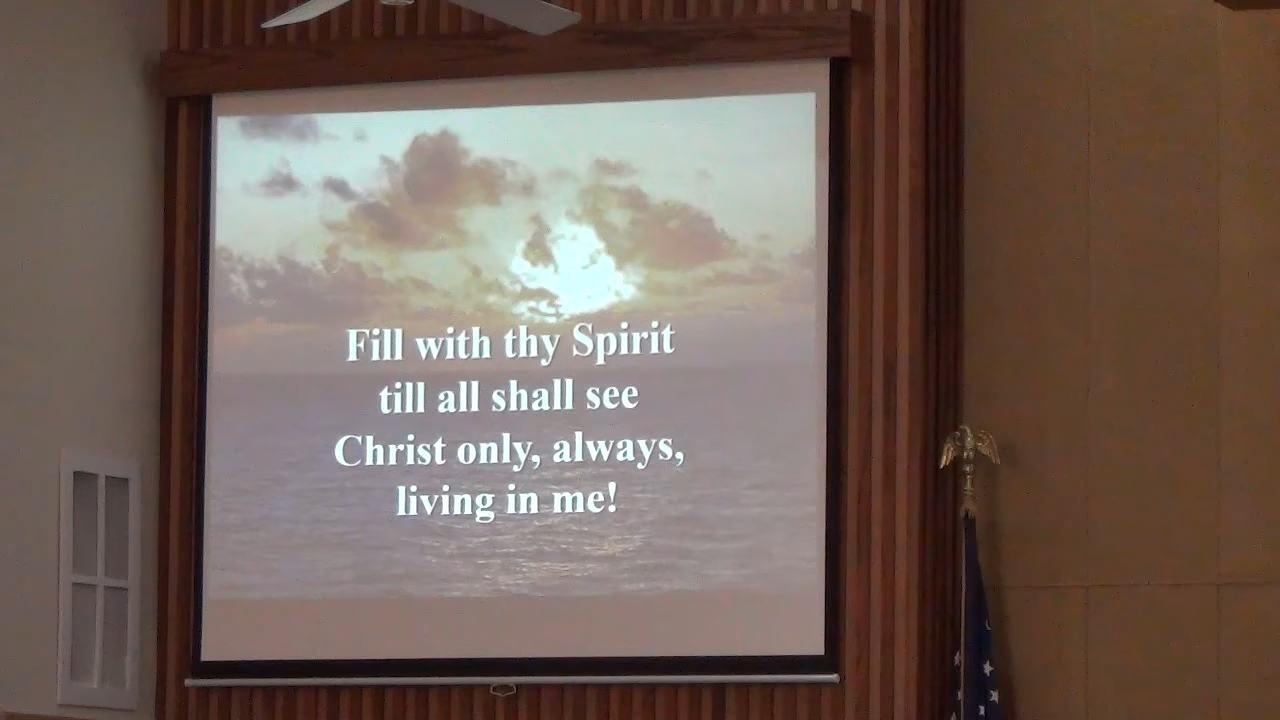 Fill with thy Spirit
till all shall see
Christ only, always,
living in me!